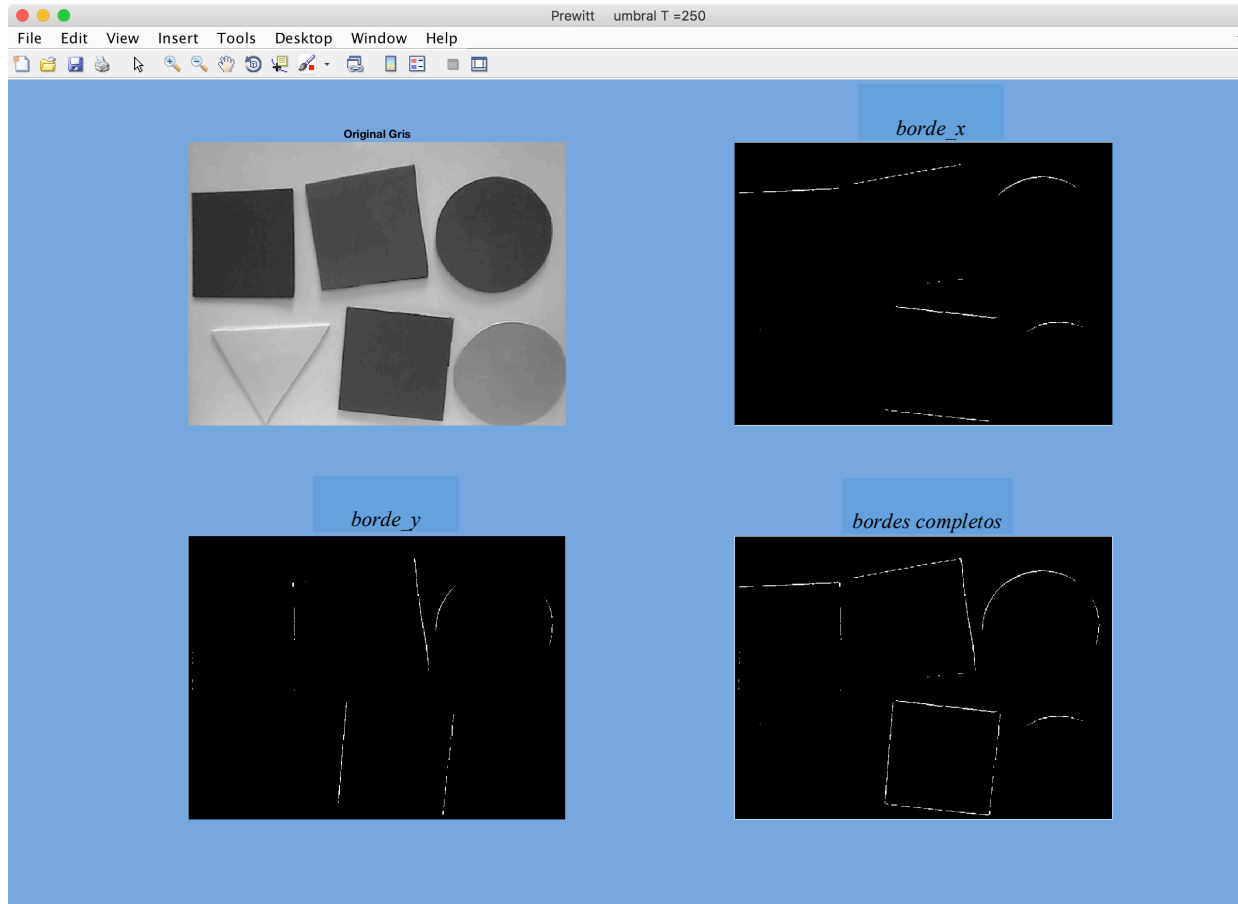 Prewitt umbral T =250
File Edit View Insert Tools Desktop Window Help
Original Gris
borde_x
borde_y
bordes completos